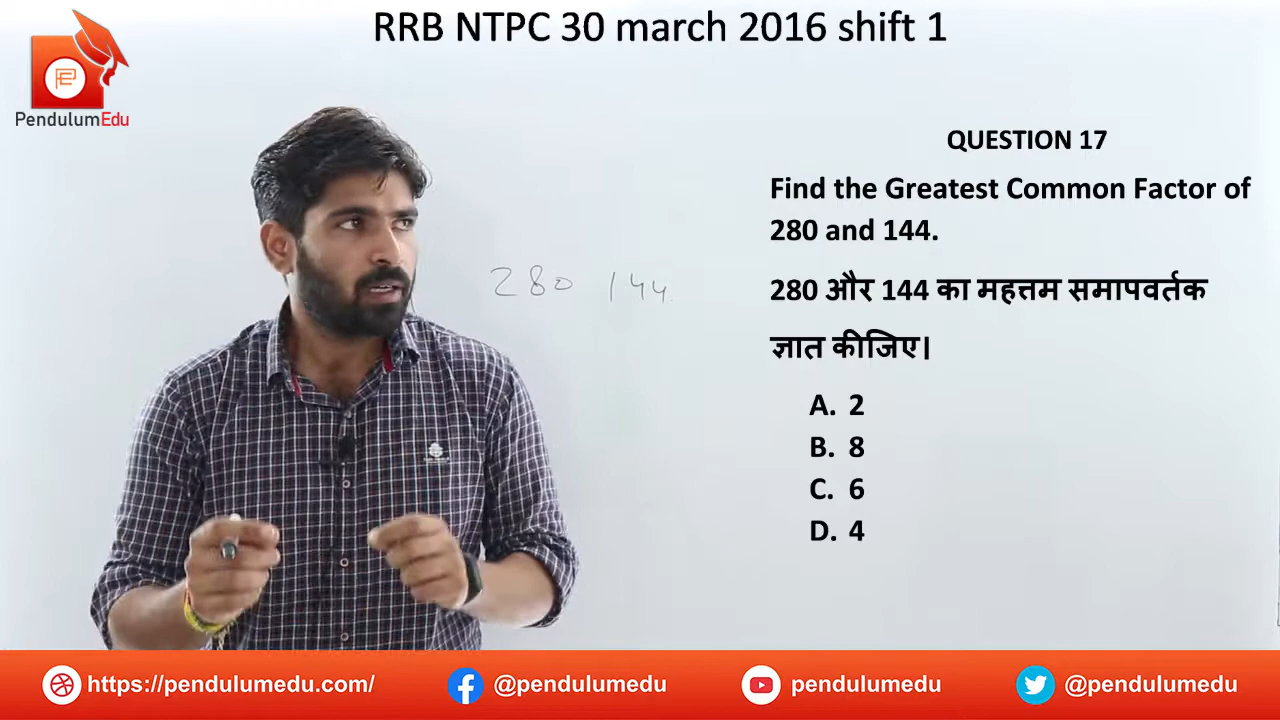 RRB NTPC 30 march 2016 shift 1
PendulumEdu
QUESTION 17
Find the Greatest Common Factor of
280 and 144.
280 144
280 और 144 का महत्तम समापवर्तक
ज्ञात कीजिए।
A. 2
B. 8
C. 6
D. 4
https://pendulumedu.com/
@pendulumedu
pendulumedu
@pendulumedu